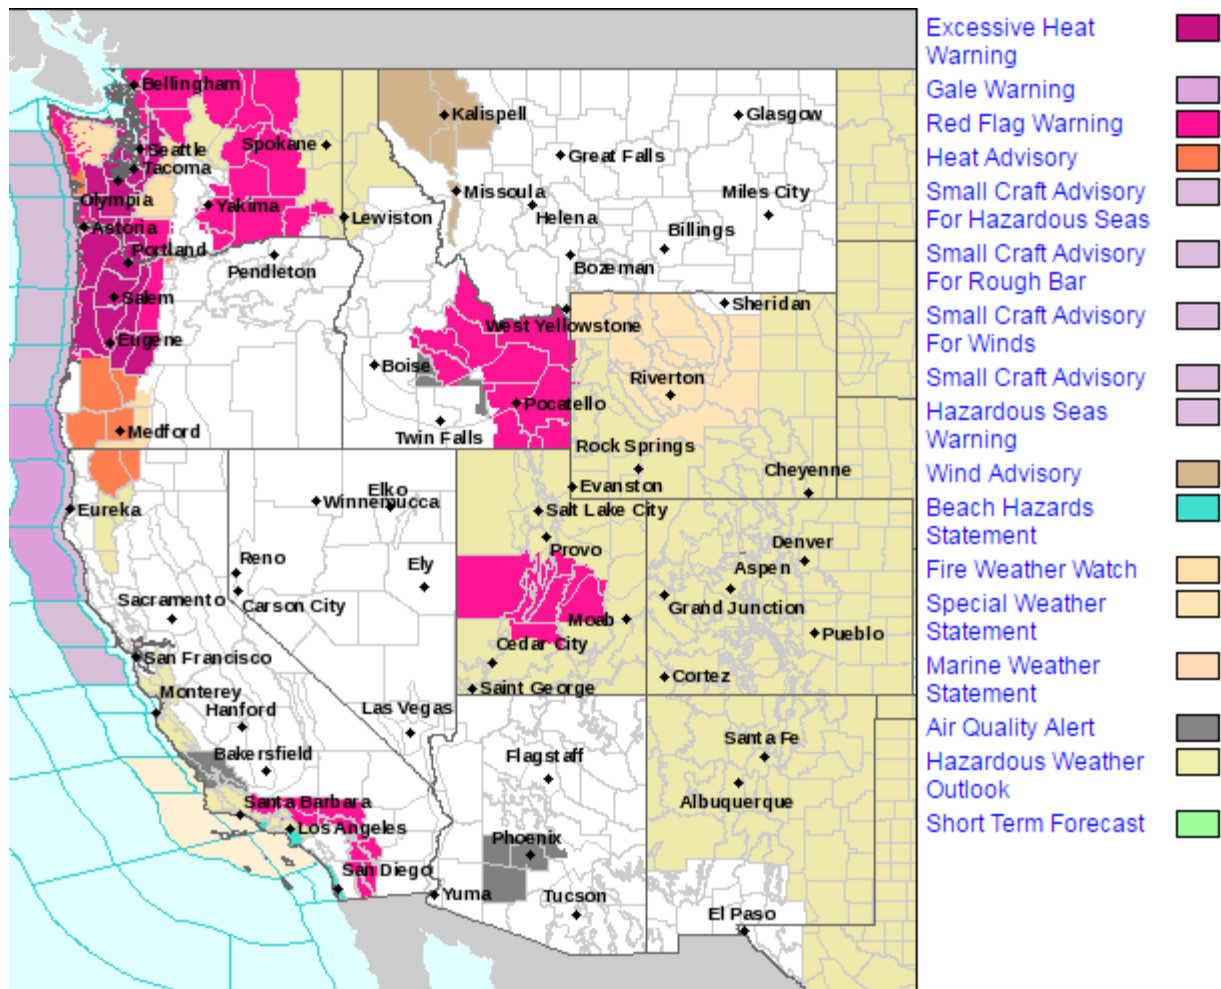 Bellingham
Kalispell
Glasgow
Seattle
Spokane
Great Falls
Tacoma
Olympia
Yakima
Missoula
Miles City
Astoria
Lewiston
Helena
Portland
Billings
Pendleton
Bozeman
Salem
Sheridan
West Yellowstone
Eugene
Boise
Riverton
Pocatello
Medford
Twin Falls
Rock Springs
Cheyenne
Evanston
Elko
Winnemucca
Eureka
Salt Lake City
Provo
Denver
Reno
Ely
Aspen
Sacramento
Carson City
Grand Junction
Moab
Pueblo
Cedar City
San Francisco
Cortez
Saint George
Monterey
Hanford
Las Vegas
Santa Fe
Flagstaff
Bakersfield
Albuquerque
Santa Barbara
Los Angeles
Phoenix
San Diego
Yuma
Tucson
El Paso
Excessive Heat
Warning
Gale Warning
Red Flag Warning
Heat Advisory
Small Craft Advisory
For Hazardous Seas
Small Craft Advisory
For Rough Bar
Small Craft Advisory
For Winds
Small Craft Advisory
Hazardous Seas
Warning
Wind Advisory
Beach Hazards
Statement
Fire Weather Watch
Special Weather
Statement
Marine Weather
Statement
Air Quality Alert
Hazardous Weather
Outlook
Short Term Forecast